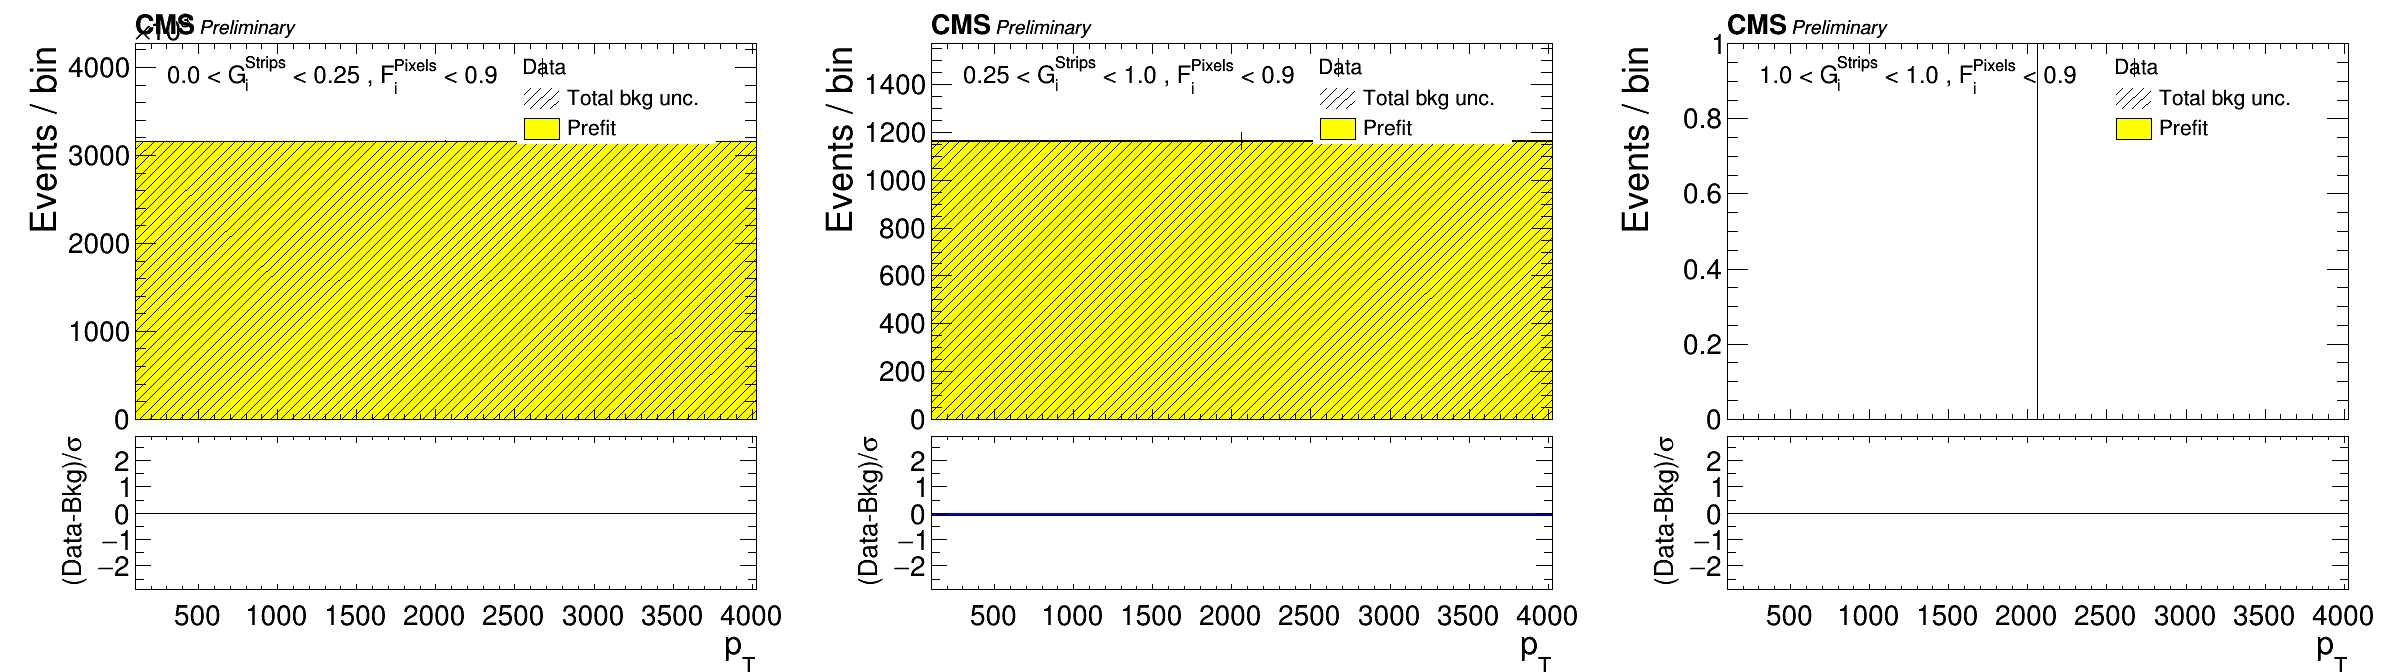 CMS Preliminary
×10
Events / bin
0.0 < G_i^Strips < 0.25 , F_i^Pixels < 0.9
Data
Total bkg unc.
Prefit
4000
3000
2000
1000
0
(Data-Bkg)/σ
2
1
0
−1
−2
500 1000 1500 2000 2500 3000 3500 4000
p_T
CMS Preliminary
Events / bin
0.25 < G_i^Strips < 1.0 , F_i^Pixels < 0.9
Data
Total bkg unc.
Prefit
1400
1200
1000
800
600
400
200
0
(Data-Bkg)/σ
2
1
0
−1
−2
500 1000 1500 2000 2500 3000 3500 4000
p_T
CMS Preliminary
Events / bin
1.0 < G_i^Strips < 1.0 , F_i^Pixels < 0.9
Data
Total bkg unc.
Prefit
1
0.8
0.6
0.4
0.2
0
(Data-Bkg)/σ
2
1
0
−1
−2
500 1000 1500 2000 2500 3000 3500 4000
p_T